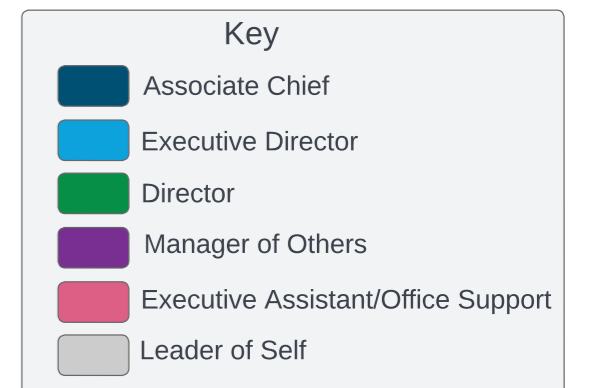 Key
Associate Chief
Executive Director
Director
Manager of Others
Executive Assistant/Office Support
Leader of Self